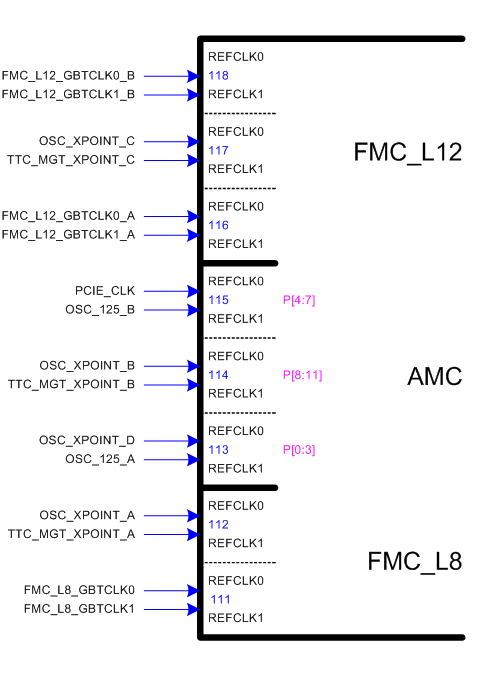 REFCLK0
FMC_L12_GBTCLK0_B 118
FMC_L12_GBTCLK1_B REFCLK1
REFCLK0
OSC_XPOINT_C 117 FMC_L12
TTC_MGT_XPOINT_C REFCLK1
REFCLK0
FMC_L12_GBTCLK0_A 116
FMC_L12_GBTCLK1_A REFCLK1
REFCLK0
PCIE_CLK 115 P[4:7]
OSC_125_B REFCLK1
REFCLK0
OSC_XPOINT_B 114 P[8:11] AMC
TTC_MGT_XPOINT_B REFCLK1
REFCLK0
OSC_XPOINT_D 113 P[0:3]
OSC_125_A REFCLK1
REFCLK0
OSC_XPOINT_A 112
TTC_MGT_XPOINT_A REFCLK1
FMC_L8
REFCLK0
FMC_L8_GBTCLK0 111
FMC_L8_GBTCLK1 REFCLK1